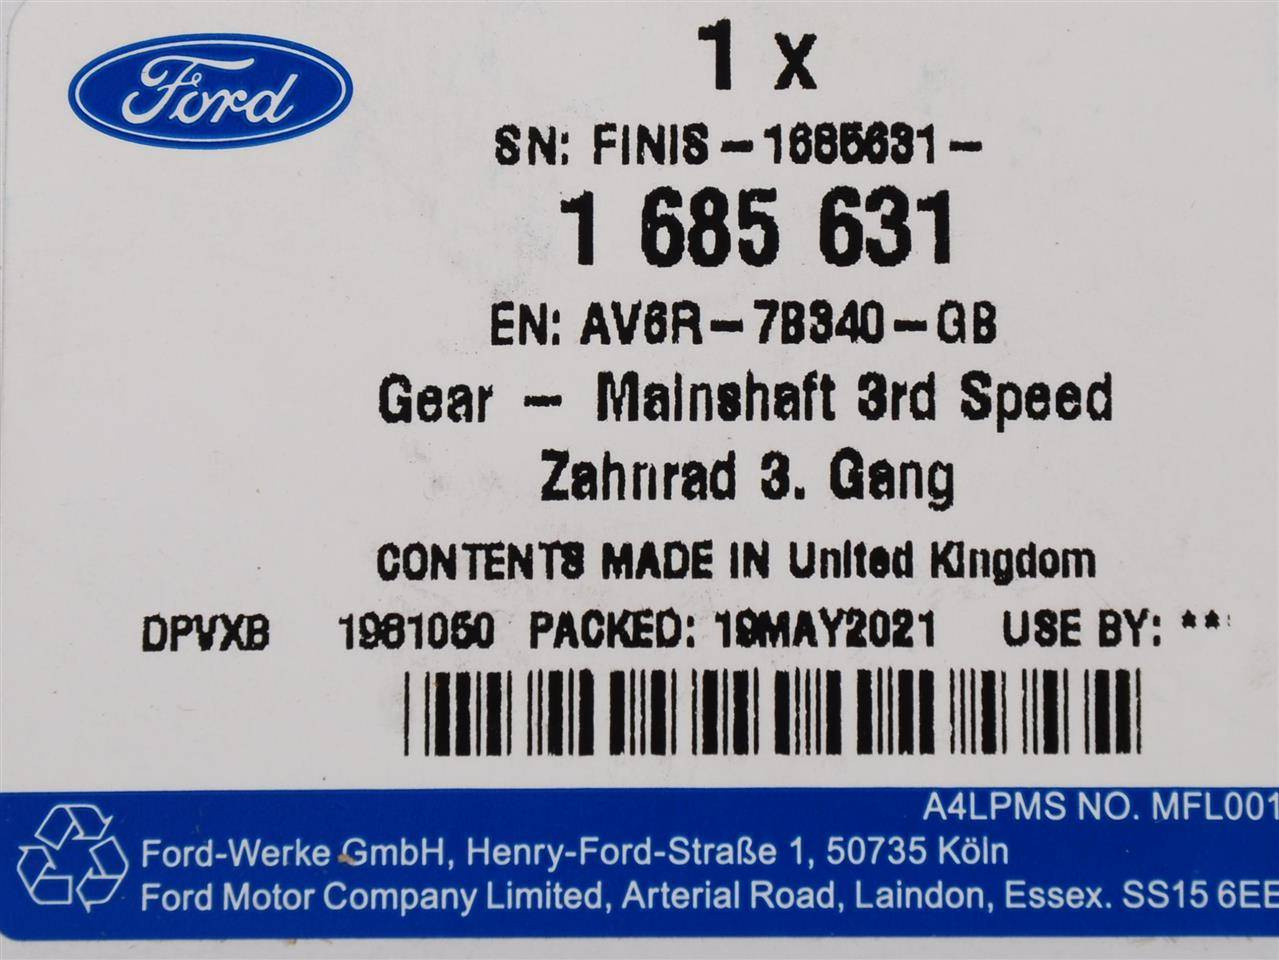 Ford
1 x
SN: FINIS-1685631-
1 685 631
EN: AV6R-7B340-GB
Gear - Mainshaft 3rd Speed
Zahnrad 3. Gang
CONTENTS MADE IN United Kingdom
DPVXB 1981050 PACKED: 19MAY2021 USE BY: **
A4LPMS NO. MFL001
Ford-Werke GmbH, Henry-Ford-Straße 1, 50735 Köln
Ford Motor Company Limited, Arterial Road, Laindon, Essex. SS15 6EE